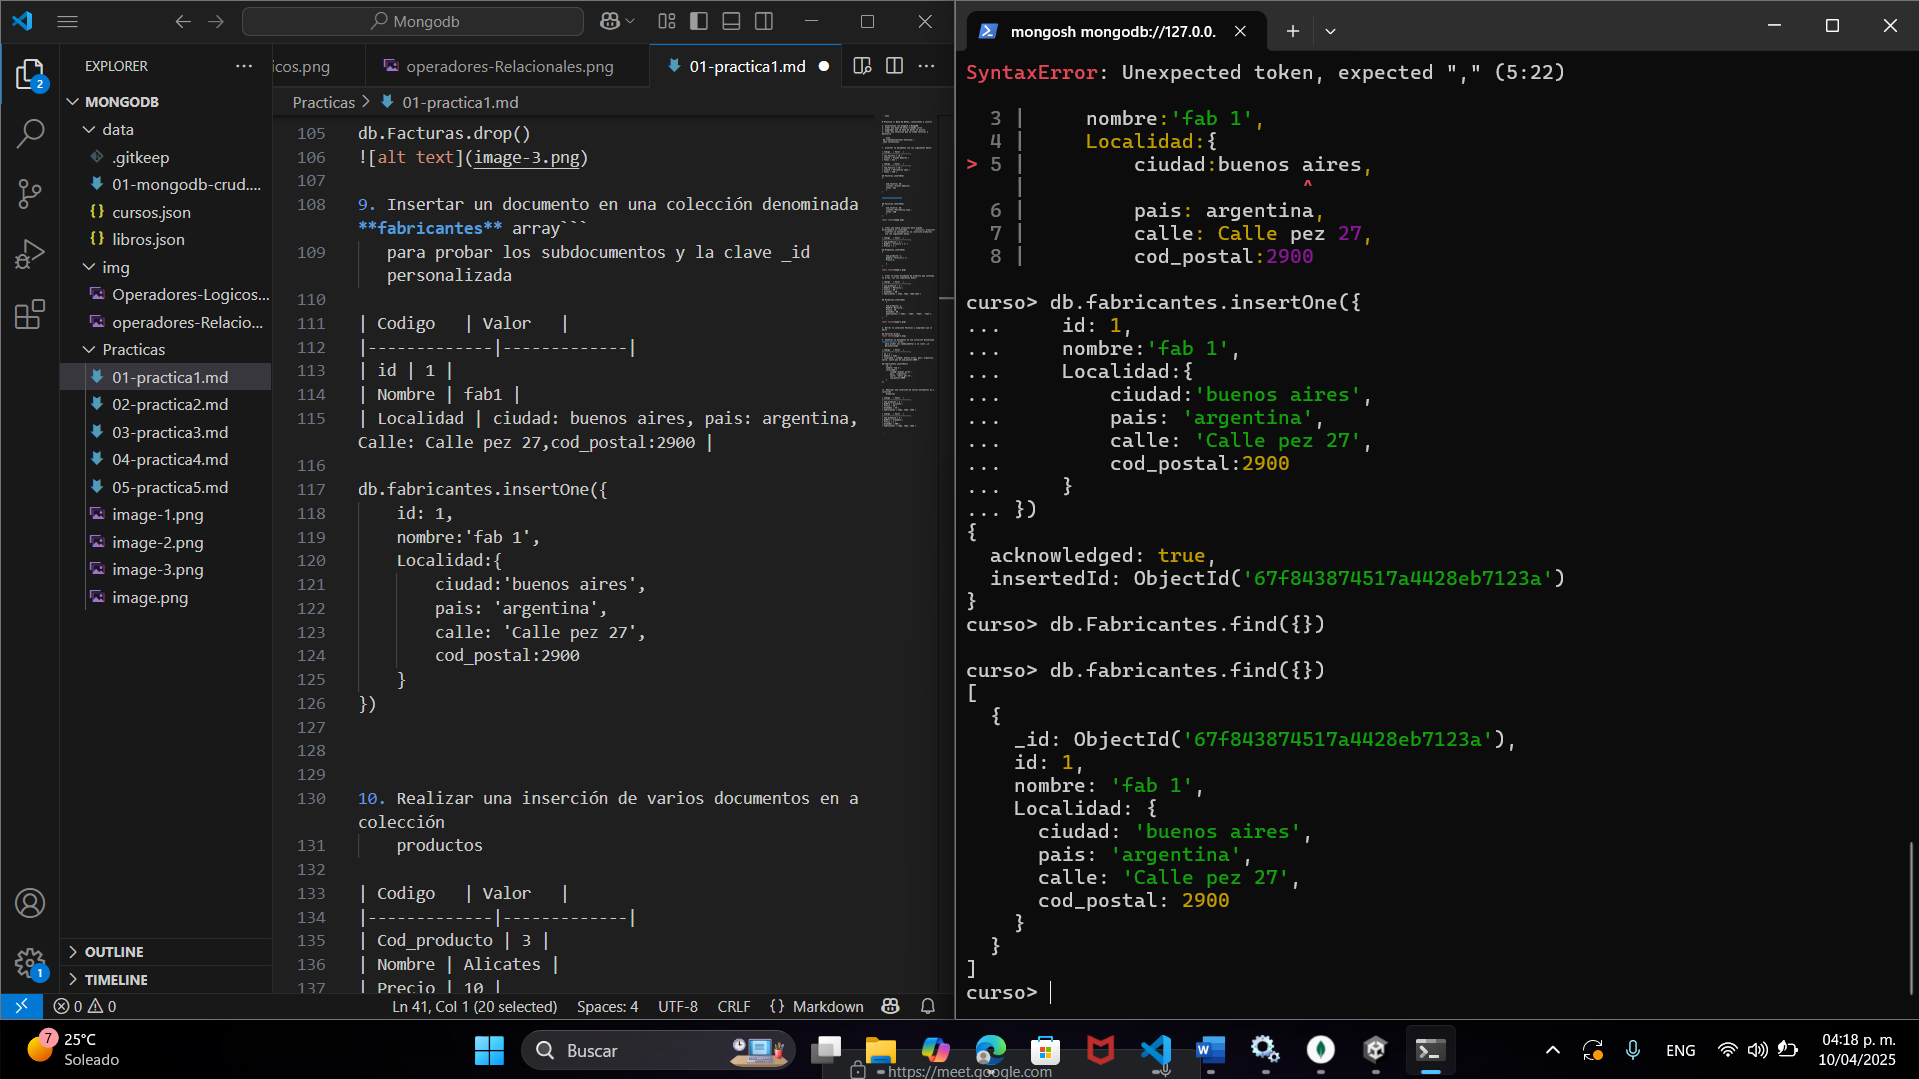 Mongodb
EXPLORER
MONGODB
data
.gitkeep
01-mongodb-crud....
cursos.json
libros.json
img
Operadores-Logicos...
operadores-Relacio...
Practicas
01-practica1.md
02-practica2.md
03-practica3.md
04-practica4.md
05-practica5.md
image-1.png
image-2.png
image-3.png
image.png
OUTLINE
TIMELINE
2
1
icos.png
operadores-Relacionales.png
01-practica1.md
Practicas > 01-practica1.md
105 db.Facturas.drop()
106 ![alt text](image-3.png)
107
108 9. Insertar un documento en una colección denominada
**fabricantes** array```
109 para probar los subdocumentos y la clave _id
personalizada
110
111 | Codigo | Valor |
112 |-------------|-------------|
113 | id | 1 |
114 | Nombre | fab1 |
115 | Localidad | ciudad: buenos aires, pais: argentina,
Calle: Calle pez 27,cod_postal:2900 |
116
117 db.fabricantes.insertOne({
118 id: 1,
119 nombre:'fab 1',
120 Localidad:{
121 ciudad:'buenos aires',
122 pais: 'argentina',
123 calle: 'Calle pez 27',
124 cod_postal:2900
125 }
126 })
127
128
129
130 10. Realizar una inserción de varios documentos en a
colección
131 productos
132
133 | Codigo | Valor |
134 |-------------|-------------|
135 | Cod_producto | 3 |
136 | Nombre | Alicates |
137 | Precio | 10 |
0 0 Ln 41, Col 1 (20 selected) Spaces: 4 UTF-8 CRLF {} Markdown
mongosh mongodb://127.0.0.
SyntaxError: Unexpected token, expected "," (5:22)
3 | nombre:'fab 1',
4 | Localidad:{
> 5 | ciudad:buenos aires,
| ^
6 | pais: argentina,
7 | calle: Calle pez 27,
8 | cod_postal:2900
curso> db.fabricantes.insertOne({
... id: 1,
... nombre:'fab 1',
... Localidad:{
... ciudad:'buenos aires',
... pais: 'argentina',
... calle: 'Calle pez 27',
... cod_postal:2900
... }
... })
{
acknowledged: true,
insertedId: ObjectId('67f843874517a4428eb7123a')
}
curso> db.Fabricantes.find({})
curso> db.fabricantes.find({})
[
{
_id: ObjectId('67f843874517a4428eb7123a'),
id: 1,
nombre: 'fab 1',
Localidad: {
ciudad: 'buenos aires',
pais: 'argentina',
calle: 'Calle pez 27',
cod_postal: 2900
}
}
]
curso>
7
25°C
Soleado
Buscar
https://meet.google.com
ENG
04:18 p. m.
10/04/2025